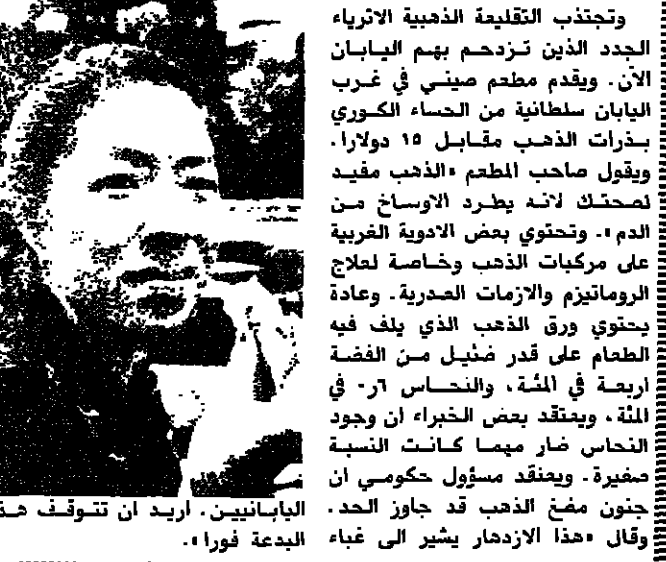 وتجتذب التقليعة الذهبية الاثرياء
الجدد الذين تزدحم بهم اليابان
الآن. ويقدم مطعم صيني في غرب
اليابان سلطانية من الحساء الكوري
بذرات الذهب مقابل ١٥ دولارا.
ويقول صاحب المطعم «الذهب مفيد
لصحتك لانه يطرد الاوساخ من
الدم». وتحتوي بعض الادوية الغربية
على مركبات الذهب وخاصة لعلاج
الروماتيزم والازمات الصدرية. وعادة
يحتوي ورق الذهب الذي يلف فيه
الطعام على قدر ضئيل من الفضة
اربعة في المئة، والنحاس ٦ر٠ في
المئة، ويعتقد بعض الخبراء ان وجود
النحاس ضار مهما كانت النسبة
صغيرة. ويعتقد مسؤول حكومي ان
جنون مضغ الذهب قد جاوز الحد.
وقال «هذا الازدهار يشير الى غباء
اليابانيين. اريد ان تتوقف هذ
البدعة فورا».